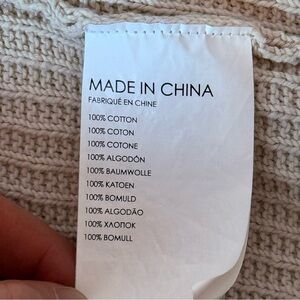 MADE IN CHINA
FABRIQUÉ EN CHINE
100% COTTON
100% COTON
100% COTONE
100% ALGODÓN
100% BAUMWOLLE
100% KATOEN
100% BOMULD
100% ALGODÃO
100% ХЛОПОК
100% BOMULL